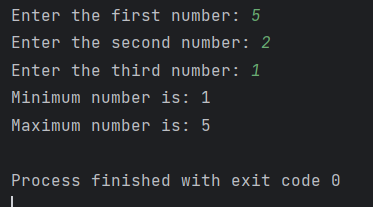 Enter the first number: 5
Enter the second number: 2
Enter the third number: 1
Minimum number is: 1
Maximum number is: 5
Process finished with exit code 0